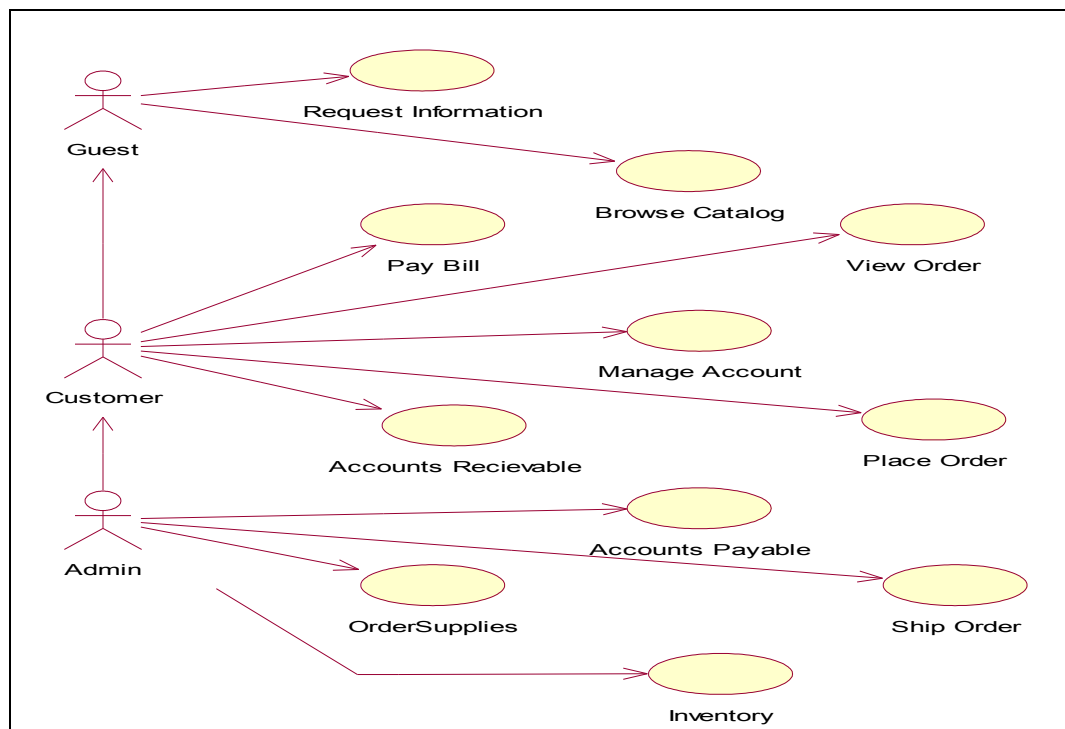 Request Information
Guest
Browse Catalog
Pay Bill
View Order
Manage Account
Customer
Accounts Recievable
Place Order
Accounts Payable
Admin
OrderSupplies
Ship Order
Inventory